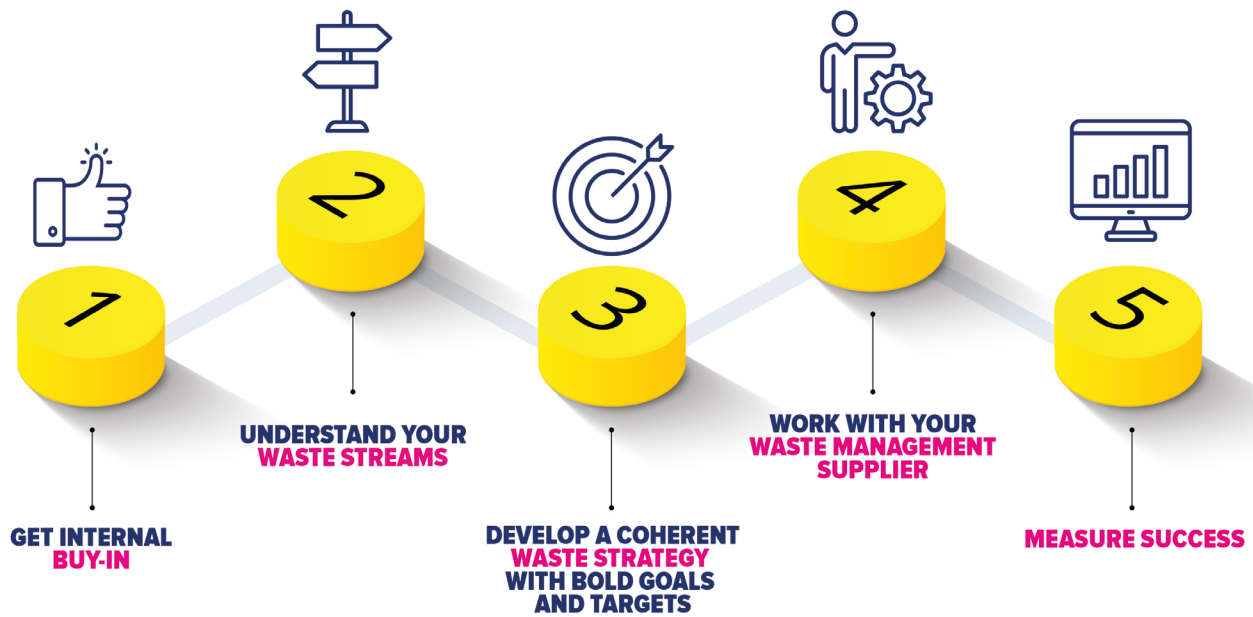 1
GET INTERNAL
BUY-IN
2
UNDERSTAND YOUR
WASTE STREAMS
3
DEVELOP A COHERENT
WASTE STRATEGY
WITH BOLD GOALS
AND TARGETS
4
WORK WITH YOUR
WASTE MANAGEMENT
SUPPLIER
5
MEASURE SUCCESS